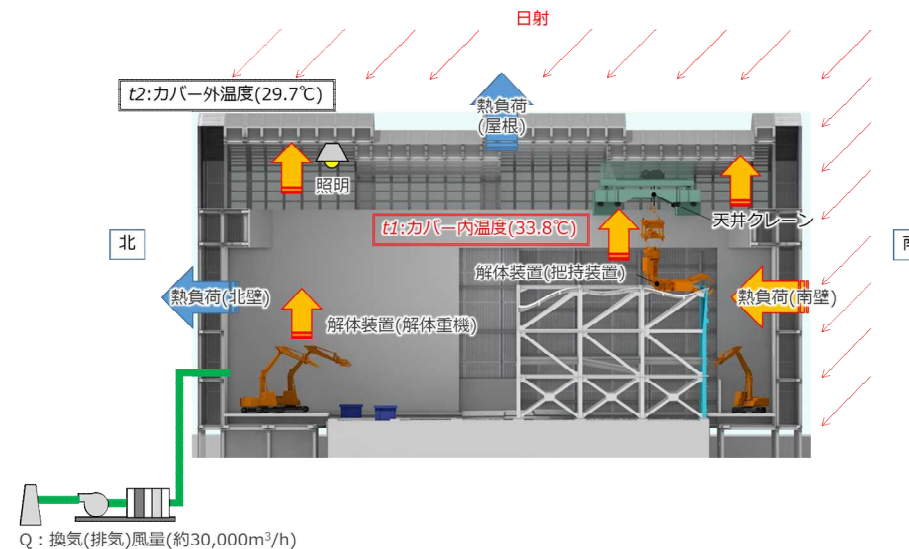 日射
t2:カバー外温度(29.7℃)
熱負荷
(屋根)
照明
天井クレーン
t1:カバー内温度(33.8℃)
北
南
解体装置(把持装置)
熱負荷(北壁)
熱負荷(南壁)
解体装置(解体重機)
Q：換気(排気)風量(約30,000m³/h)